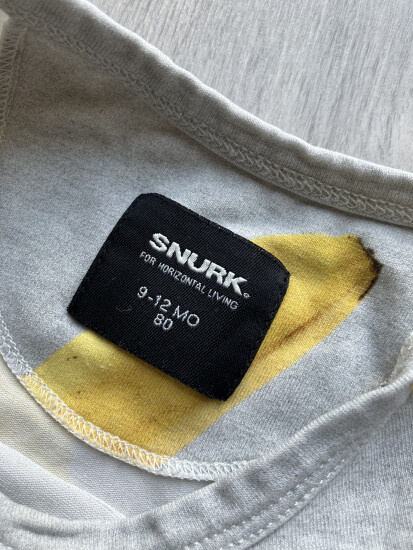 SNURK.
FOR HORIZONTAL LIVING
9-12 MO
80